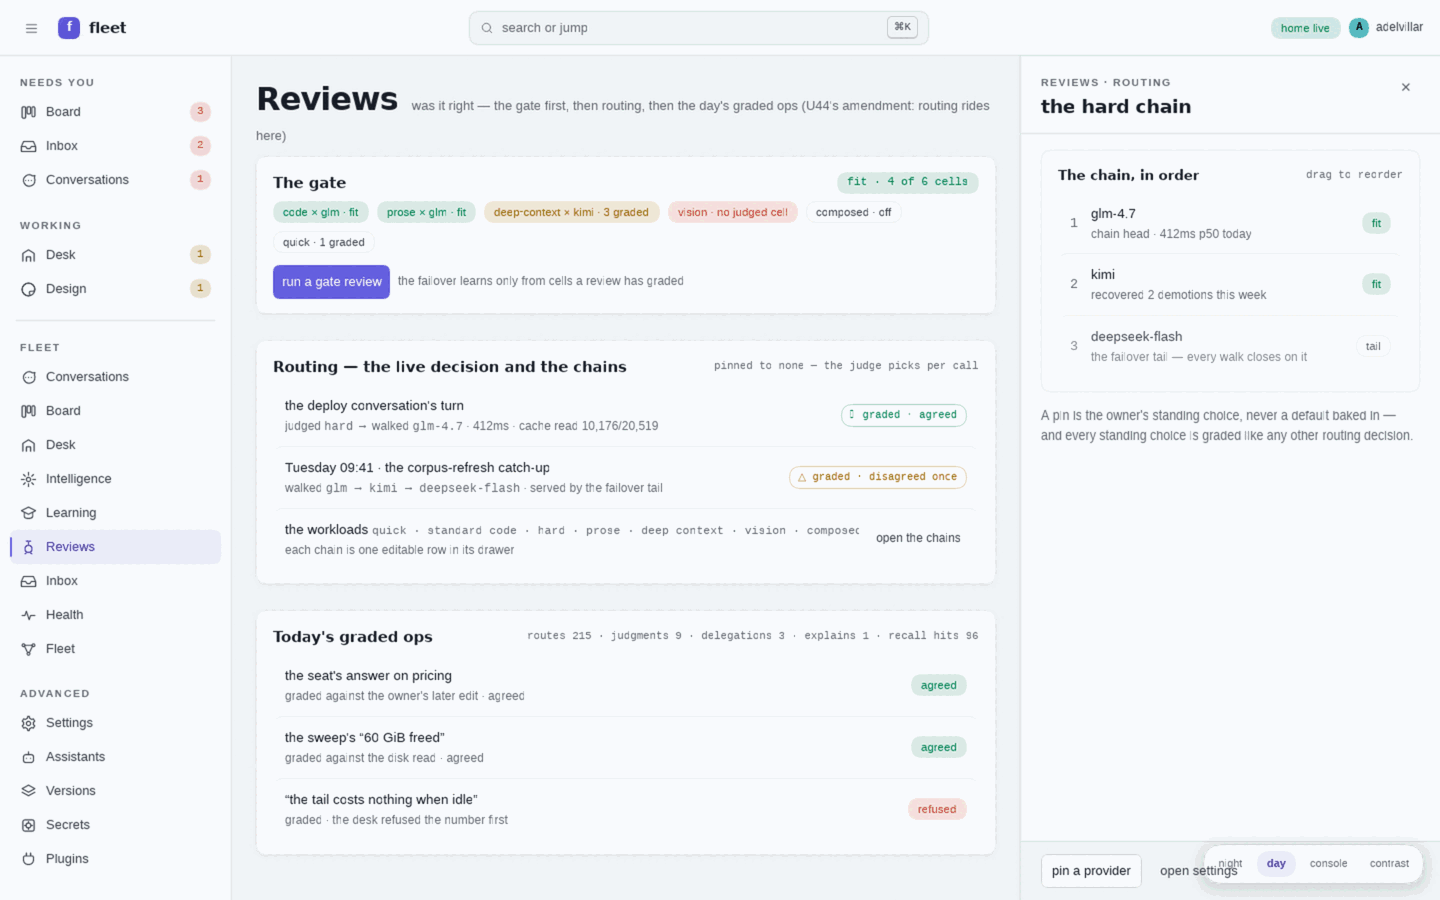 f fleet
search or jump ⌘K
home live A adelvillar
NEEDS YOU
Board 3
Inbox 2
Conversations 1
WORKING
Desk 1
Design 1
FLEET
Conversations
Board
Desk
Intelligence
Learning
Reviews
Inbox
Health
Fleet
ADVANCED
Settings
Assistants
Versions
Secrets
Plugins
Reviews was it right — the gate first, then routing, then the day's graded ops (U44's amendment: routing rides
here)
The gate fit · 4 of 6 cells
code × glm · fit prose × glm · fit deep-context × kimi · 3 graded vision · no judged cell composed · off
quick · 1 graded
run a gate review the failover learns only from cells a review has graded
Routing — the live decision and the chains pinned to none — the judge picks per call
the deploy conversation's turn
judged hard → walked glm-4.7 · 412ms · cache read 10,176/20,519
graded · agreed
Tuesday 09:41 · the corpus-refresh catch-up
walked glm → kimi → deepseek-flash · served by the failover tail
△ graded · disagreed once
the workloads quick · standard code · hard · prose · deep context · vision · composed
each chain is one editable row in its drawer
open the chains
Today's graded ops routes 215 · judgments 9 · delegations 3 · explains 1 · recall hits 96
the seat's answer on pricing
graded against the owner's later edit · agreed
agreed
the sweep's “60 GiB freed”
graded against the disk read · agreed
agreed
“the tail costs nothing when idle”
graded · the desk refused the number first
refused
REVIEWS · ROUTING
the hard chain
×
The chain, in order drag to reorder
1 glm-4.7
chain head · 412ms p50 today
fit
2 kimi
recovered 2 demotions this week
fit
3 deepseek-flash
the failover tail — every walk closes on it
tail
A pin is the owner's standing choice, never a default baked in —
and every standing choice is graded like any other routing decision.
pin a provider open settings
night day console contrast